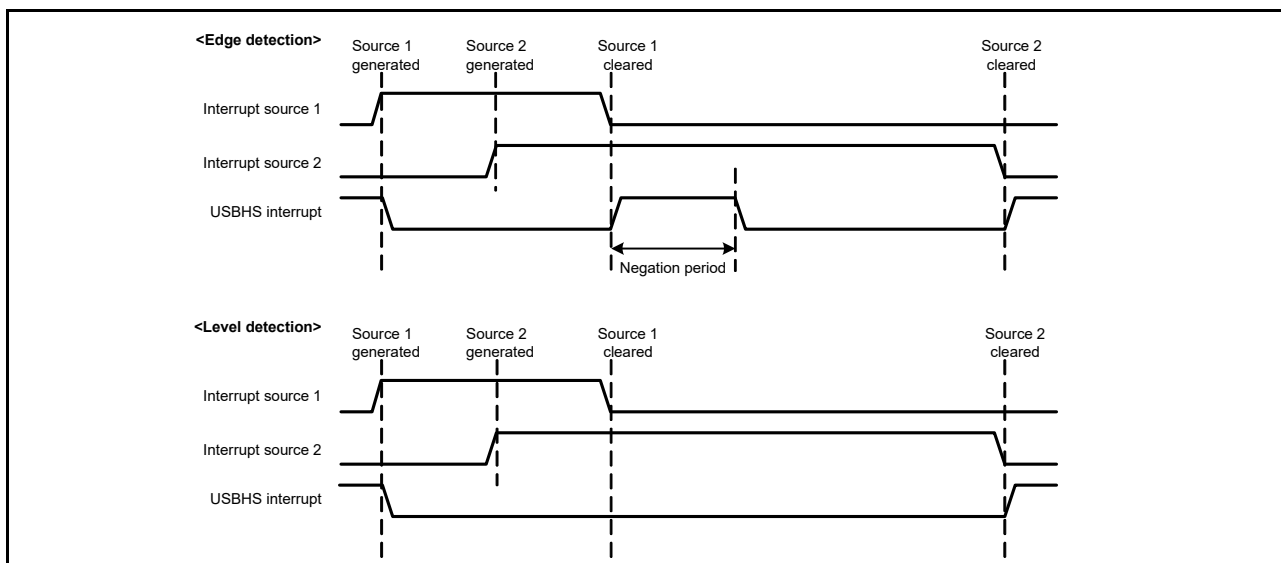 <Edge detection>
Source 1 generated
Source 2 generated
Source 1 cleared
Source 2 cleared
Interrupt source 1
Interrupt source 2
USBHS interrupt
Negation period
<Level detection>
Source 1 generated
Source 2 generated
Source 1 cleared
Source 2 cleared
Interrupt source 1
Interrupt source 2
USBHS interrupt